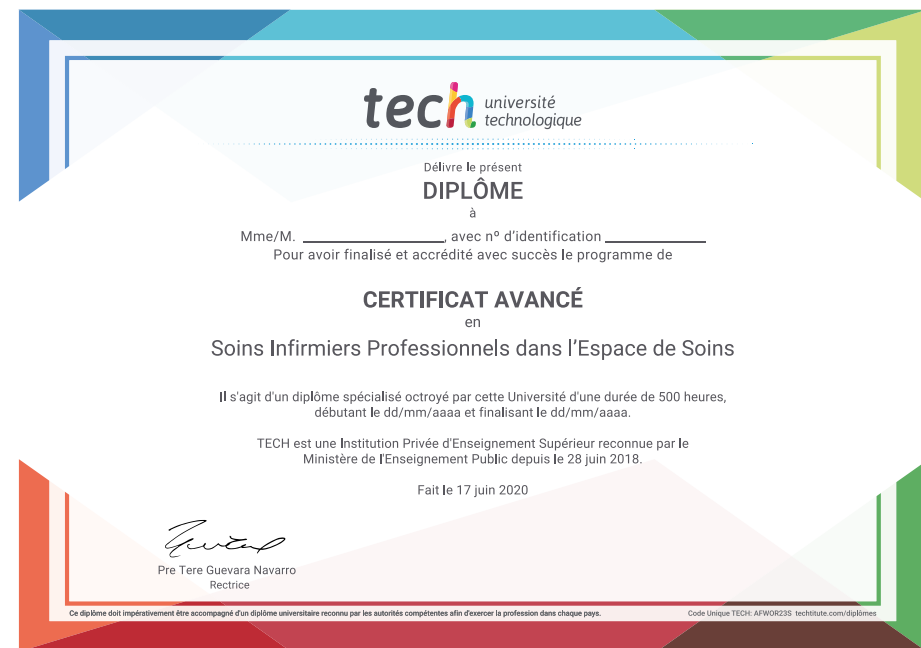 tech université
technologique
Délivre le présent
DIPLÔME
à
Mme/M. ____________________, avec nº d'identification ______________
Pour avoir finalisé et accrédité avec succès le programme de
CERTIFICAT AVANCÉ
en
Soins Infirmiers Professionnels dans l'Espace de Soins
Il s'agit d'un diplôme spécialisé octroyé par cette Université d'une durée de 500 heures,
débutant le dd/mm/aaaa et finalisant le dd/mm/aaaa.
TECH est une Institution Privée d'Enseignement Supérieur reconnue par le
Ministère de l'Enseignement Public depuis le 28 juin 2018.
Fait le 17 juin 2020
Pre Tere Guevara Navarro
Rectrice
Ce diplôme doit impérativement être accompagné d'un diplôme universitaire reconnu par les autorités compétentes afin d'exercer la profession dans chaque pays.
Code Unique TECH: AFWOR23S techtitute.com/diplômes